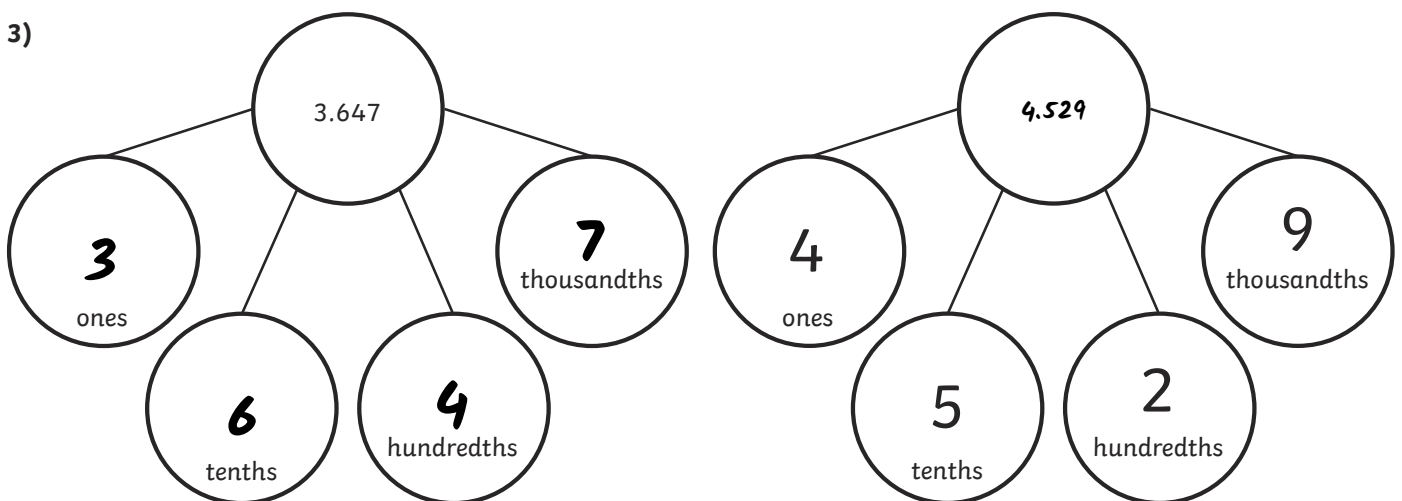 3)
3.647
3
ones
6
tenths
4
hundredths
7
thousandths
4.529
4
ones
5
tenths
2
hundredths
9
thousandths